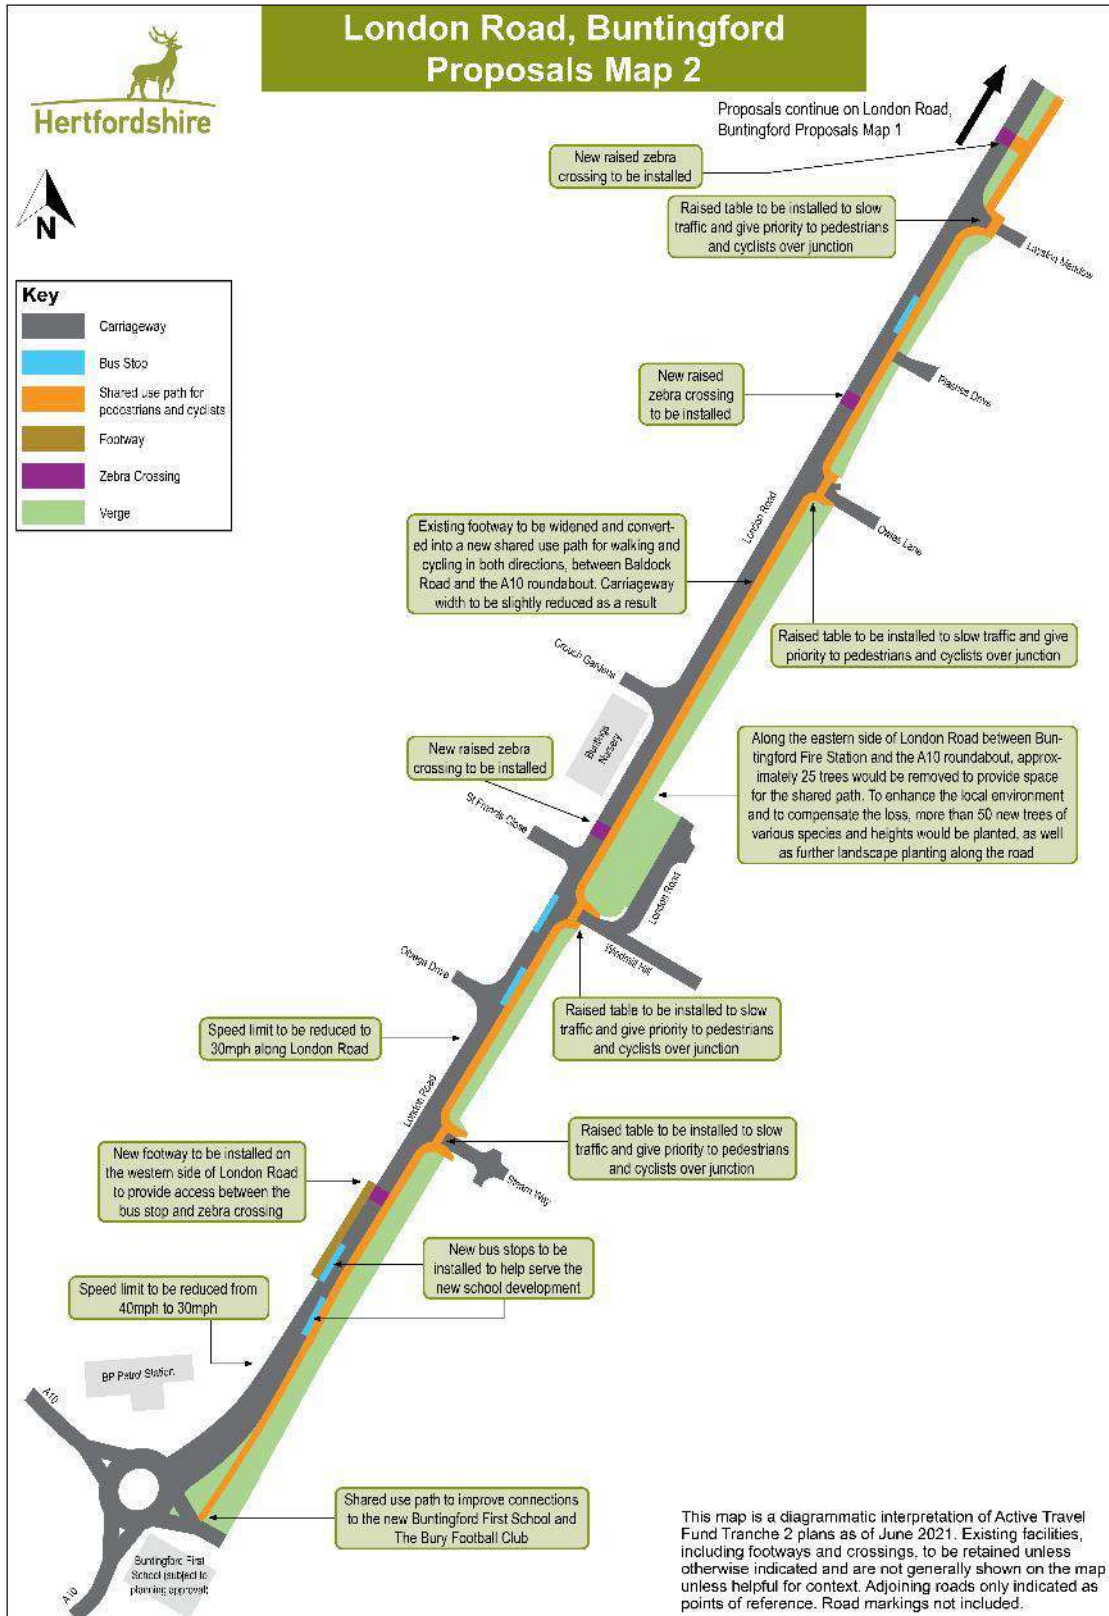 London Road, Buntingford
Proposals Map 2
Hertfordshire
N
Proposals continue on London Road,
Buntingford Proposals Map 1
New raised zebra
crossing to be installed
Raised table to be installed to slow
traffic and give priority to pedestrians
and cyclists over junction
Layston Meadow
Key
Carriageway
Bus Stop
Shared use path for
pedestrians and cyclists
Footway
Zebra Crossing
Verge
New raised
zebra crossing
to be installed
Plashes Drive
London Road
Owles Lane
Existing footway to be widened and convert-
ed into a new shared use path for walking and
cycling in both directions, between Baldock
Road and the A10 roundabout. Carriageway
width to be slightly reduced as a result
Raised table to be installed to slow traffic and give
priority to pedestrians and cyclists over junction
Crouch Gardens
Buntings
Nursery
New raised zebra
crossing to be installed
St Francis Close
Along the eastern side of London Road between Bun-
tingford Fire Station and the A10 roundabout, approx-
imately 25 trees would be removed to provide space
for the shared path. To enhance the local environment
and to compensate the loss, more than 50 new trees of
various species and heights would be planted, as well
as further landscape planting along the road
London Road
Windmill Hill
Drive
Raised table to be installed to slow
traffic and give priority to pedestrians
and cyclists over junction
Speed limit to be reduced to
30mph along London Road
London Road
Raised table to be installed to slow
traffic and give priority to pedestrians
and cyclists over junction
Way
New footway to be installed on
the western side of London Road
to provide access between the
bus stop and zebra crossing
New bus stops to be
installed to help serve the
new school development
Speed limit to be reduced from
40mph to 30mph
BP Petrol Station
A10
Shared use path to improve connections
to the new Buntingford First School and
The Bury Football Club
Buntingford First
School (subject to
planning approval)
A10
This map is a diagrammatic interpretation of Active Travel
Fund Tranche 2 plans as of June 2021. Existing facilities,
including footways and crossings, to be retained unless
otherwise indicated and are not generally shown on the map
unless helpful for context. Adjoining roads only indicated as
points of reference. Road markings not included.